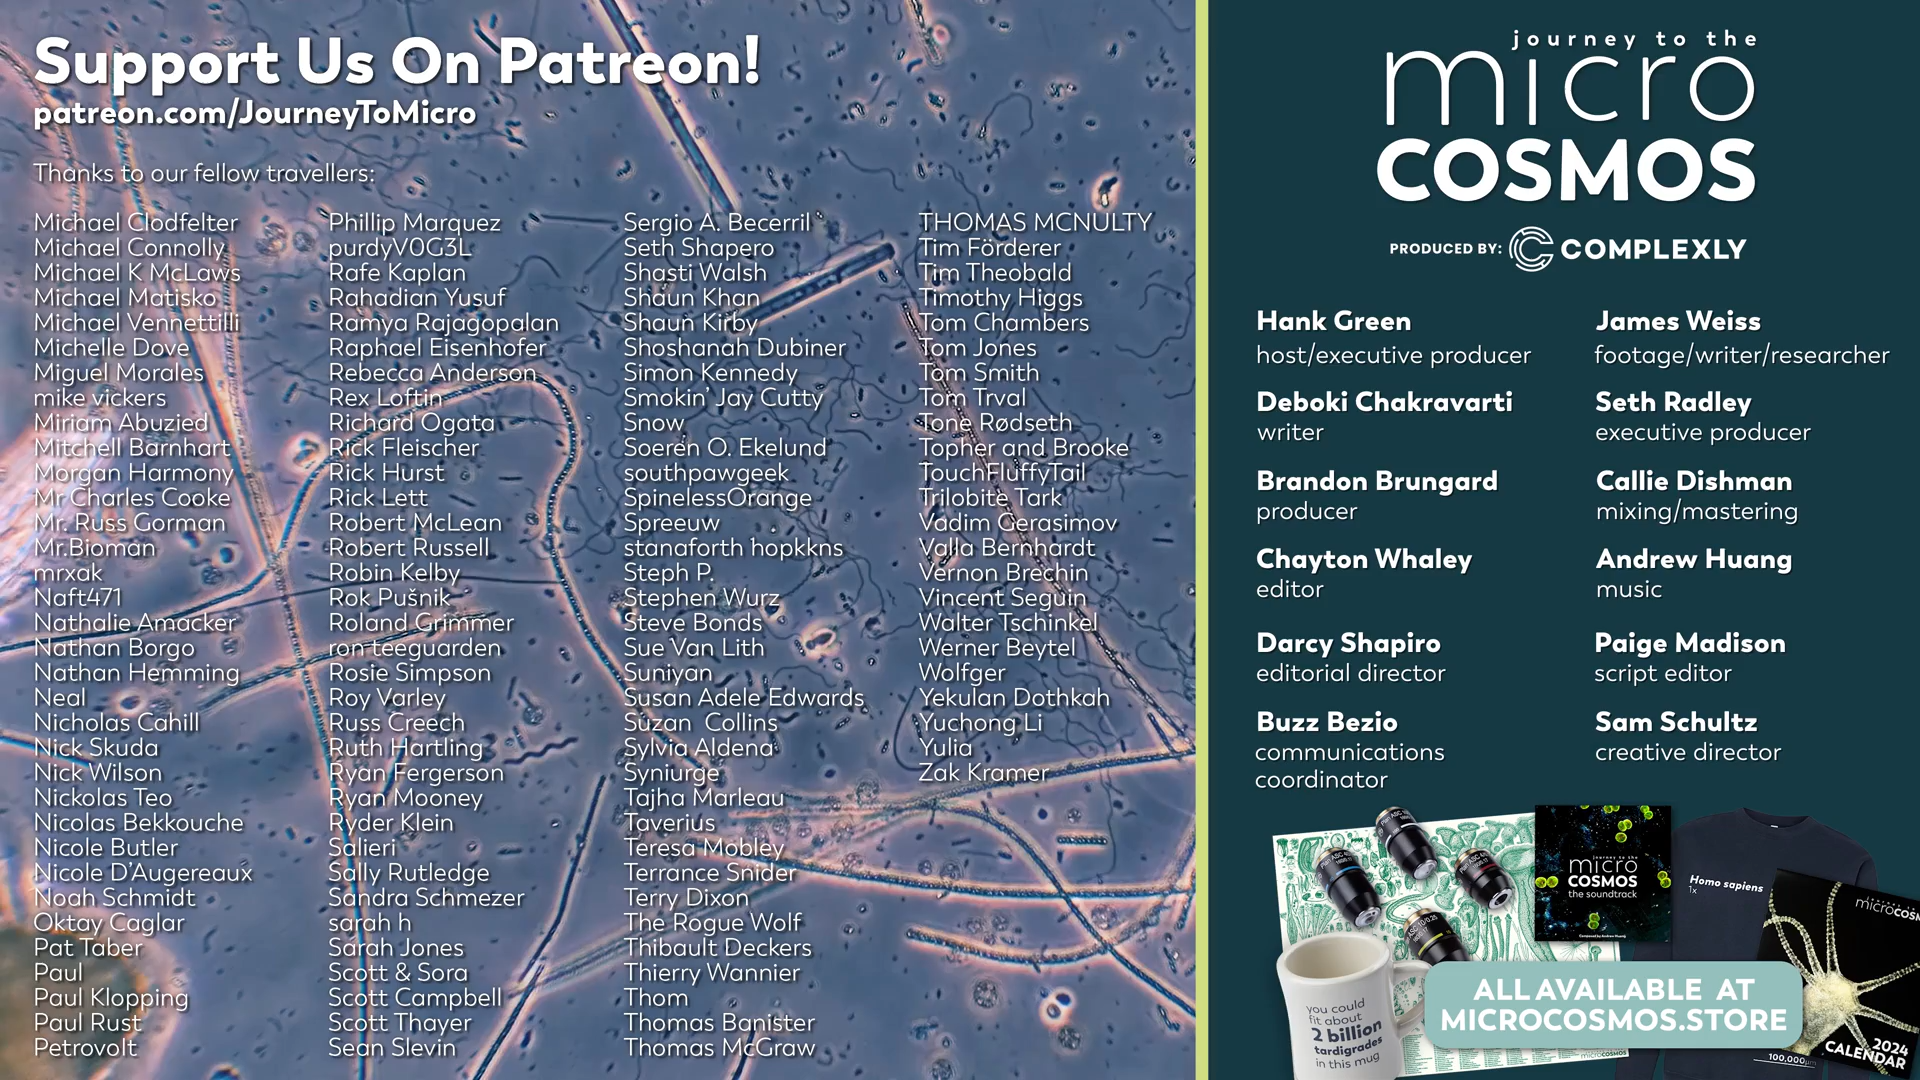 Support Us On Patreon!
patreon.com/JourneyToMicro
Thanks to our fellow travellers:
Michael Clodfelter
Michael Connolly
Michael K McLaws
Michael Matisko
Michael Vennettilli
Michelle Dove
Miguel Morales
mike vickers
Miriam Abuzied
Mitchell Barnhart
Morgan Harmony
Mr Charles Cooke
Mr. Russ Gorman
Mr.Bioman
mrxak
Naft471
Nathalie Amacker
Nathan Borgo
Nathan Hemming
Neal
Nicholas Cahill
Nick Skuda
Nick Wilson
Nickolas Teo
Nicolas Bekkouche
Nicole Butler
Nicole D'Augereaux
Noah Schmidt
Oktay Caglar
Pat Taber
Paul
Paul Klopping
Paul Rust
Petrovolt
Phillip Marquez
purdyV0G3L
Rafe Kaplan
Rahadian Yusuf
Ramya Rajagopalan
Raphael Eisenhofer
Rebecca Anderson
Rex Loftin
Richard Ogata
Rick Fleischer
Rick Hurst
Rick Lett
Robert McLean
Robert Russell
Robin Kelby
Rok Pušnik
Roland Grimmer
ron teeguarden
Rosie Simpson
Roy Varley
Russ Creech
Ruth Hartling
Ryan Fergerson
Ryan Mooney
Ryder Klein
Salieri
Sally Rutledge
Sandra Schmezer
sarah h
Sarah Jones
Scott & Sora
Scott Campbell
Scott Thayer
Sean Slevin
Sergio A. Becerril
Seth Shapero
Shasti Walsh
Shaun Khan
Shaun Kirby
Shoshanah Dubiner
Simon Kennedy
Smokin' Jay Cutty
Snow
Soeren O. Ekelund
southpawgeek
SpinelessOrange
Spreeuw
stanaforth hopkkns
Steph P.
Stephen Wurz
Steve Bonds
Sue Van Lith
Suniyan
Susan Adele Edwards
Suzan Collins
Sylvia Aldena
Syniurge
Tajha Marleau
Taverius
Teresa Mobley
Terrance Snider
Terry Dixon
The Rogue Wolf
Thibault Deckers
Thierry Wannier
Thom
Thomas Banister
Thomas McGraw
THOMAS MCNULTY
Tim Förderer
Tim Theobald
Timothy Higgs
Tom Chambers
Tom Jones
Tom Smith
Tom Trval
Tone Rødseth
Topher and Brooke
TouchFluffyTail
Trilobite Tark
Vadim Gerasimov
Valla Bernhardt
Vernon Brechin
Vincent Seguin
Walter Tschinkel
Werner Beytel
Wolfger
Yekulan Dothkah
Yuchong Li
Yulia
Zak Kramer
journey to the
micro
COSMOS
PRODUCED BY: COMPLEXLY
Hank Green
host/executive producer
James Weiss
footage/writer/researcher
Deboki Chakravarti
writer
Seth Radley
executive producer
Brandon Brungard
producer
Callie Dishman
mixing/mastering
Chayton Whaley
editor
Andrew Huang
music
Darcy Shapiro
editorial director
Paige Madison
script editor
Buzz Bezio
communications
coordinator
Sam Schultz
creative director
journey to the
micro
COSMOS
the soundtrack
Homo sapiens
1x
you could
fit about
2 billion
tardigrades
in this mug
ALL AVAILABLE AT
MICROCOSMOS.STORE
2024
CALENDAR